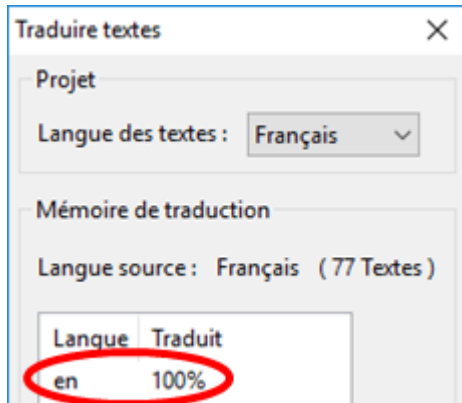 Traduire textes
Projet
Langue des textes : Français
Mémoire de traduction
Langue source : Français ( 77 Textes )
Langue Traduit
en 100%